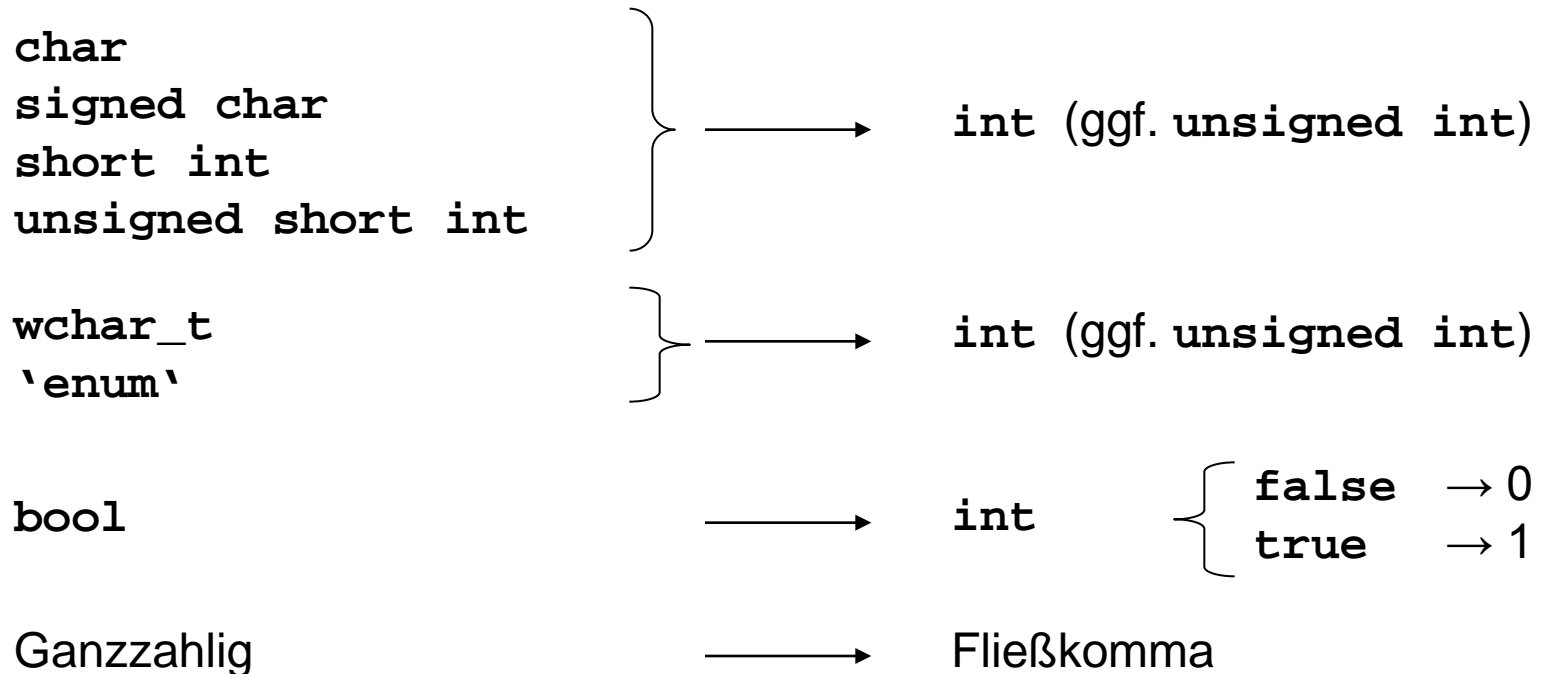 char
signed char
short int
unsigned short int
int (ggf. unsigned int)
wchar_t
‘enum‘
int (ggf. unsigned int)
bool
int
false → 0
true → 1
Ganzzahlig
Fließkomma